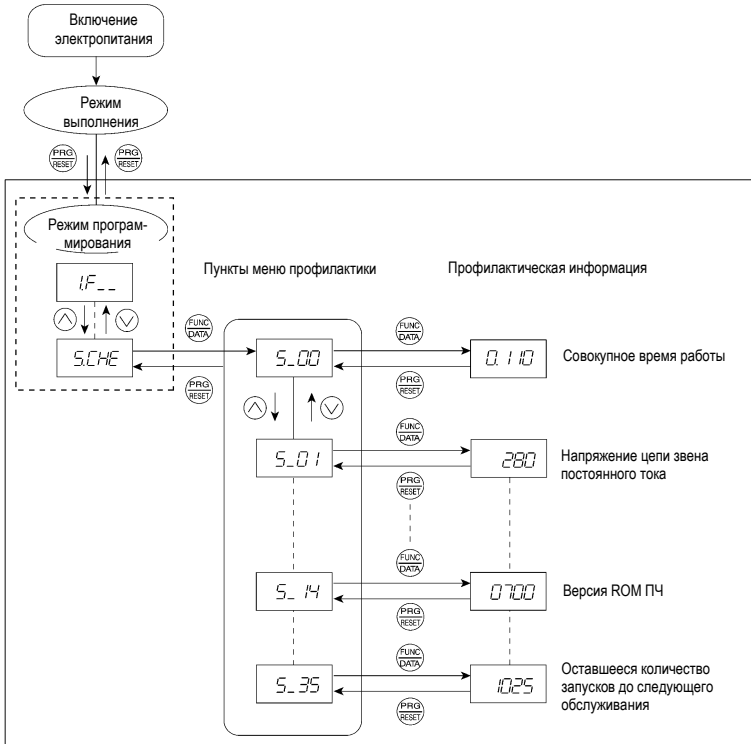 Включение
электропитания
Режим
выполнения
PRG
RESET
PRG
RESET
Режим програм-
мирования
Пункты меню профилактики
Профилактическая информация
1.F_ _
FUNC
DATA
FUNC
DATA
5.CHE
5_00
0.110
Совокупное время работы
PRG
RESET
PRG
RESET
FUNC
DATA
5_01
280
Напряжение цепи звена
постоянного тока
PRG
RESET
FUNC
DATA
5_14
0700
Версия ROM ПЧ
PRG
RESET
FUNC
DATA
5_35
1025
Оставшееся количество
запусков до следующего
обслуживания
PRG
RESET